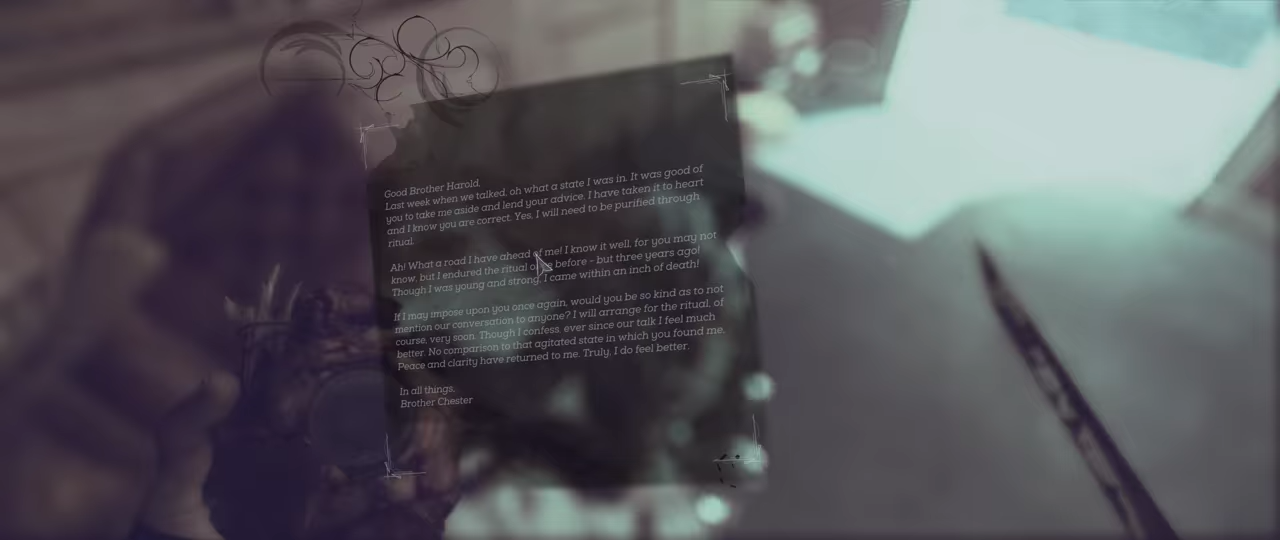 Good Brother Harold,
Last week when we talked, oh what a state I was in. It was good of
you to take me aside and lend your advice. I have taken it to heart
and I know you are correct. Yes, I will need to be purified through
ritual.
Ah! What a road I have ahead of me! I know it well, for you may not
know, but I endured the ritual before - but three years ago!
Though I was young and strong, I came within an inch of death!
If I may impose upon you once again, would you be so kind as to not
mention our conversation to anyone? I will arrange for the ritual, of
course, very soon. Though I confess, ever since our talk I feel much
better. No comparison to that agitated state in which you found me.
Peace and clarity have returned to me. Truly, I do feel better.
In all things,
Brother Chester